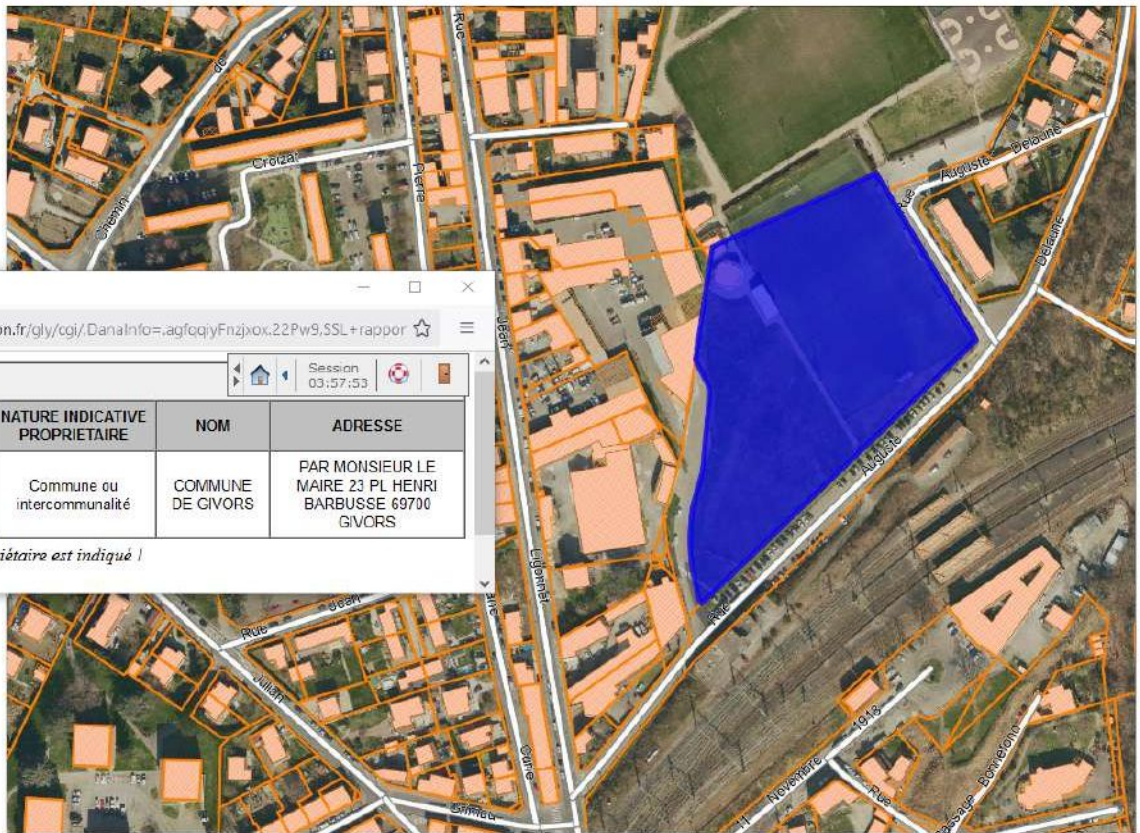 Rue
Chemin
de
Croizat
Pierre
Rue
Auguste
Delaune
Delaune
Jean
on.fr/gly/cgi/,DanaInfo=.agfqqiyFnzjxox.22Pw9,SSL+rappor
Session
03:57:53
NATURE INDICATIVE
PROPRIETAIRE
NOM
ADRESSE
Commune ou
intercommunalité
COMMUNE
DE GIVORS
PAR MONSIEUR LE
MAIRE 23 PL HENRI
BARBUSSE 69700
GIVORS
iétaire est indiqué !
Auguste
Ligonnet
Rue
Rue
Jean
Julian
Curie
11
Novembre
1918
Rue
Passage
Bonnefond